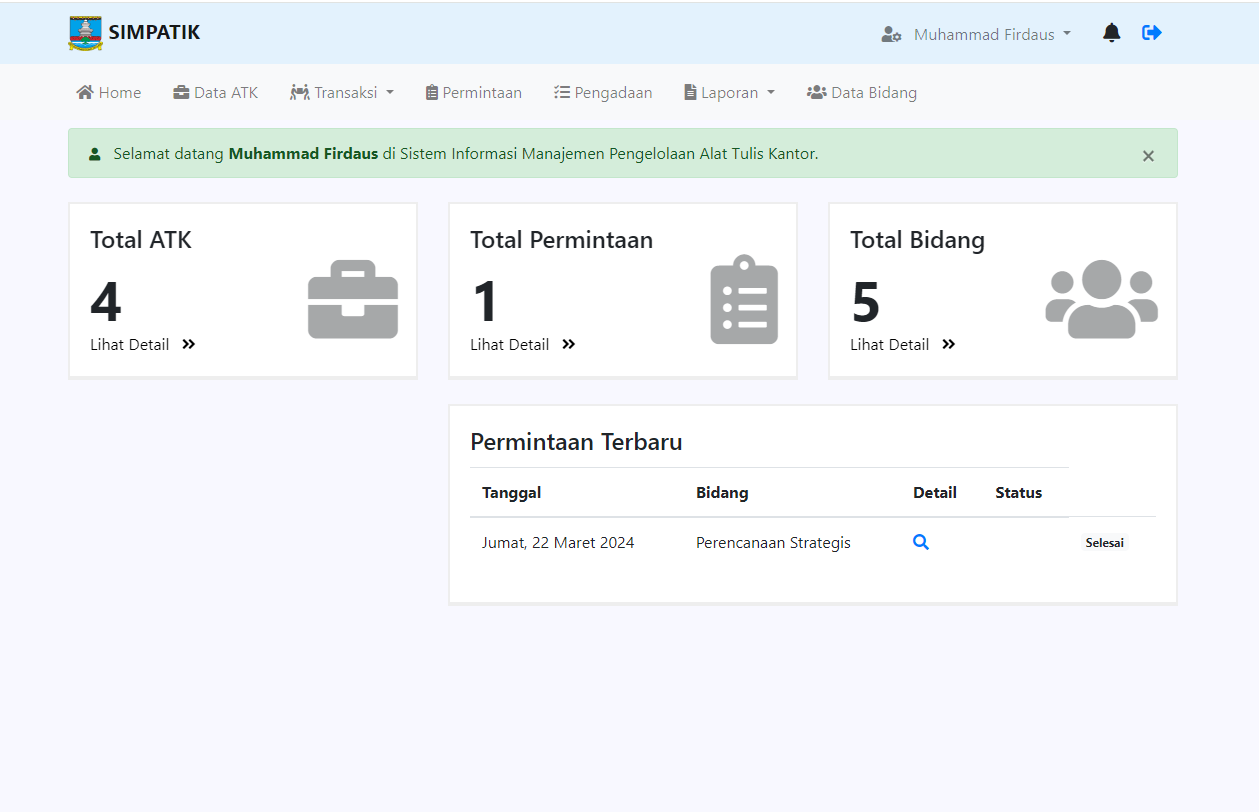 SIMPATIK
Muhammad Firdaus
Home Data ATK Transaksi Permintaan Pengadaan Laporan Data Bidang
Selamat datang Muhammad Firdaus di Sistem Informasi Manajemen Pengelolaan Alat Tulis Kantor. ×
Total ATK
4
Lihat Detail
Total Permintaan
1
Lihat Detail
Total Bidang
5
Lihat Detail
Permintaan Terbaru
Tanggal Bidang Detail Status
Jumat, 22 Maret 2024 Perencanaan Strategis Selesai